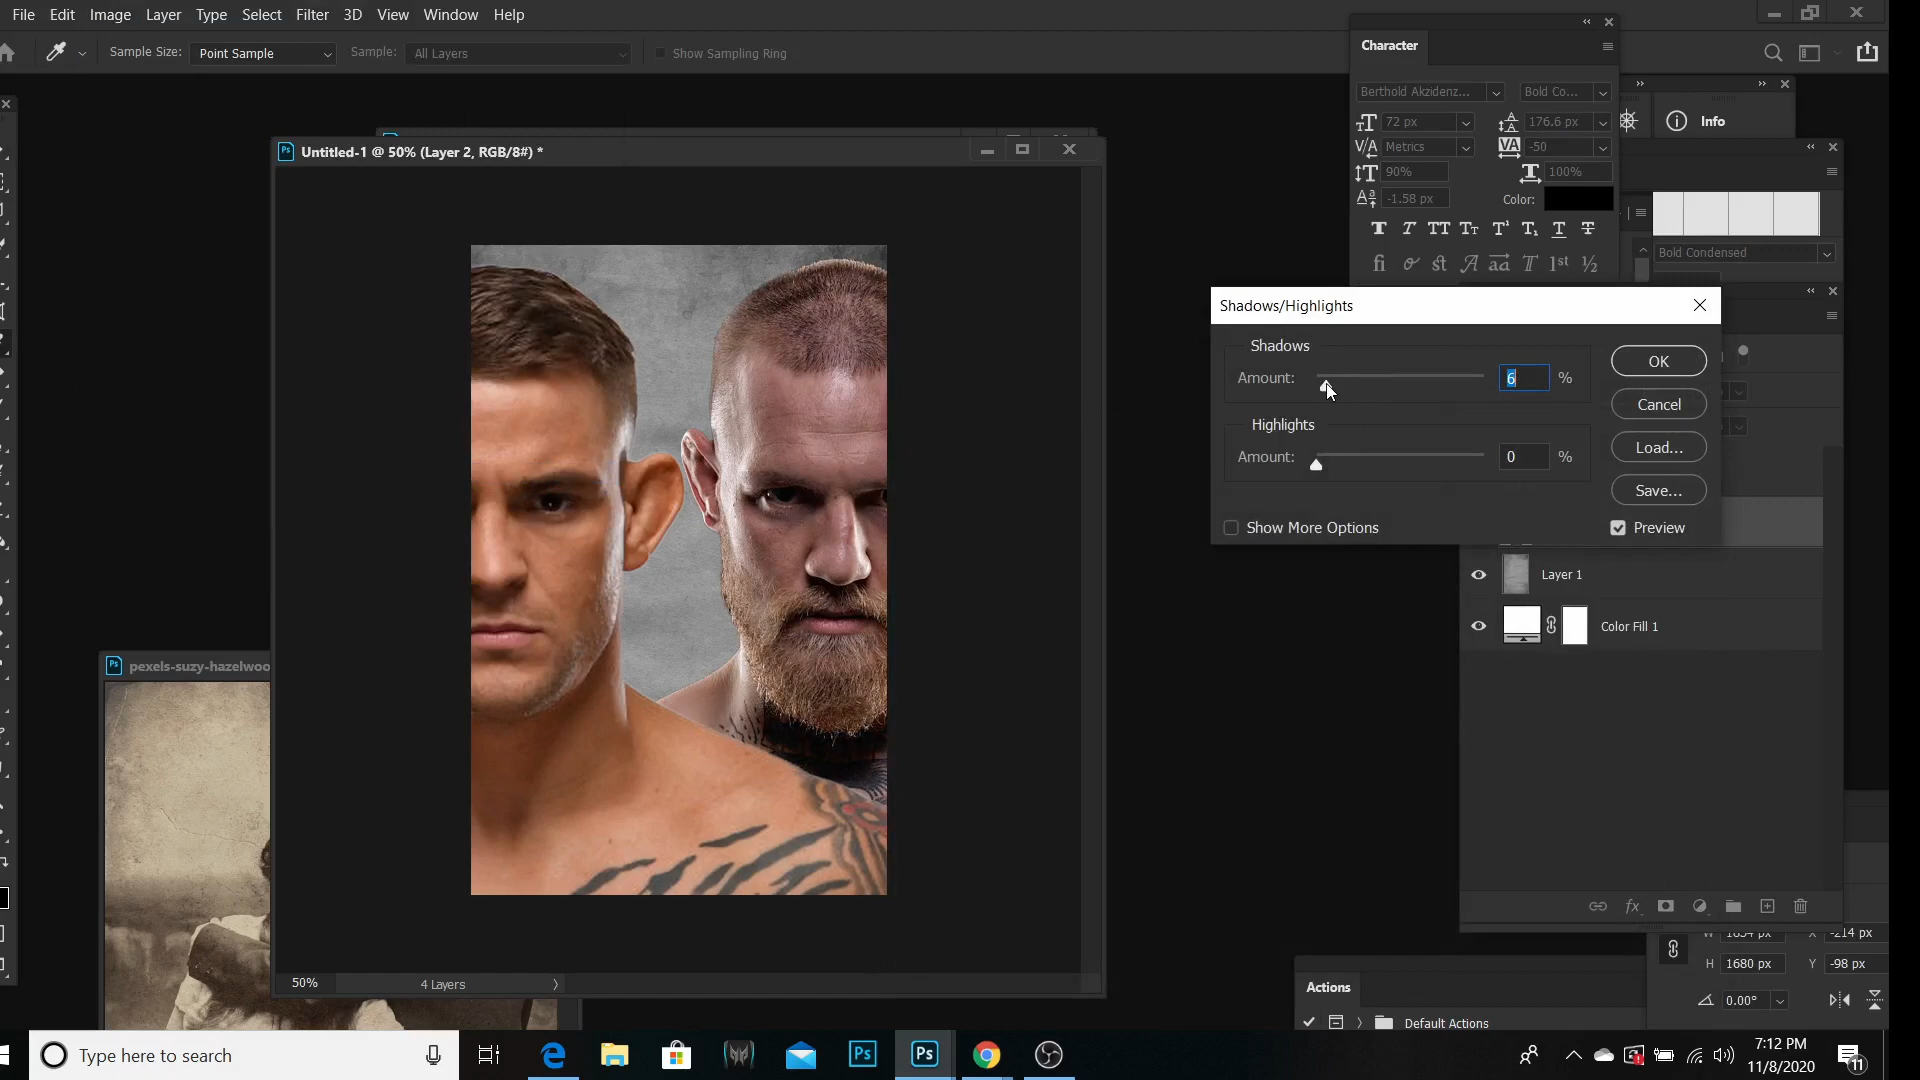 File Edit Image Layer Type Select Filter 3D View Window Help
Sample Size: Point Sample Sample: All Layers Show Sampling Ring
Character
Berthold Akzidenz... Bold Co...
72 px 176.6 px
Metrics -50
90% 100%
-1.58 px Color:
Info
Bold Condensed
Untitled-1 @ 50% (Layer 2, RGB/8#) *
Shadows/Highlights
Shadows
Amount: 6 %
Highlights
Amount: 0 %
Show More Options
OK
Cancel
Load...
Save...
Preview
Layer 1
Color Fill 1
pexels-suzy-hazelwoo
50% 4 Layers
W 1634 px X -214 px
H 1680 px Y -98 px
0.00°
Actions
Default Actions
Type here to search
7:12 PM
11/8/2020
11